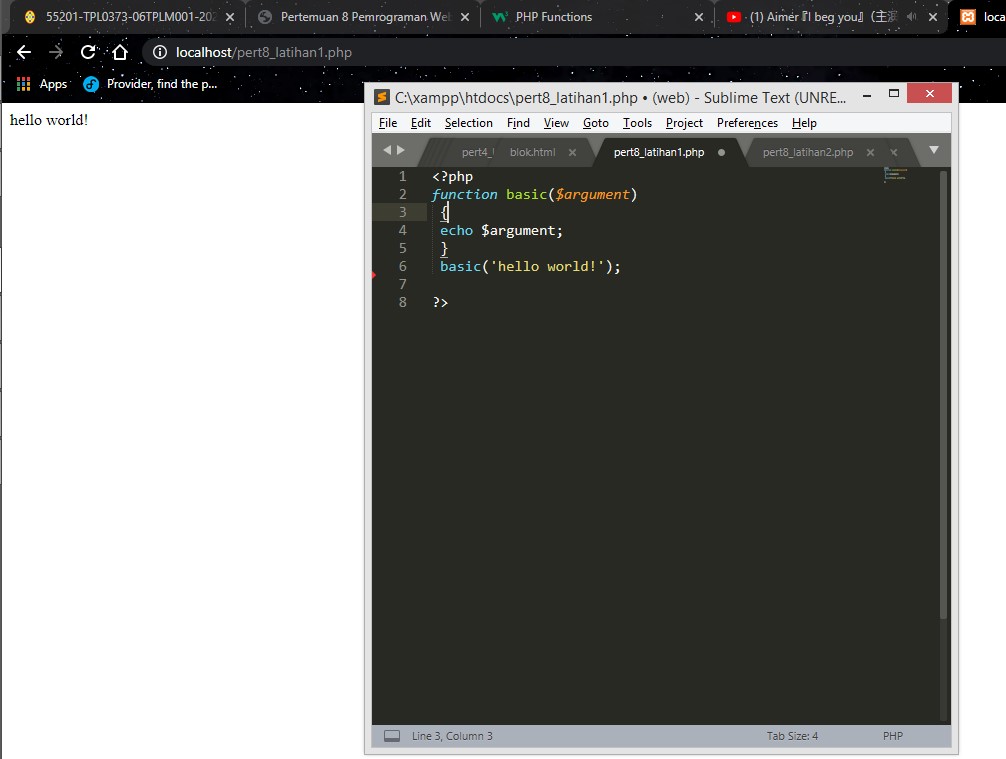 55201-TPL0373-06TPLM001-202
Pertemuan 8 Pemrograman Web
PHP Functions
(1) Aimer『I beg you』(主
loca
localhost/pert8_latihan1.php
Apps
Provider, find the p...
hello world!
C:\xampp\htdocs\pert8_latihan1.php • (web) - Sublime Text (UNRE...
File Edit Selection Find View Goto Tools Project Preferences Help
pert4_l blok.html pert8_latihan1.php pert8_latihan2.php
1 <?php
2 function basic($argument)
3 {
4 echo $argument;
5 }
6 basic('hello world!');
7
8 ?>
Line 3, Column 3
Tab Size: 4
PHP